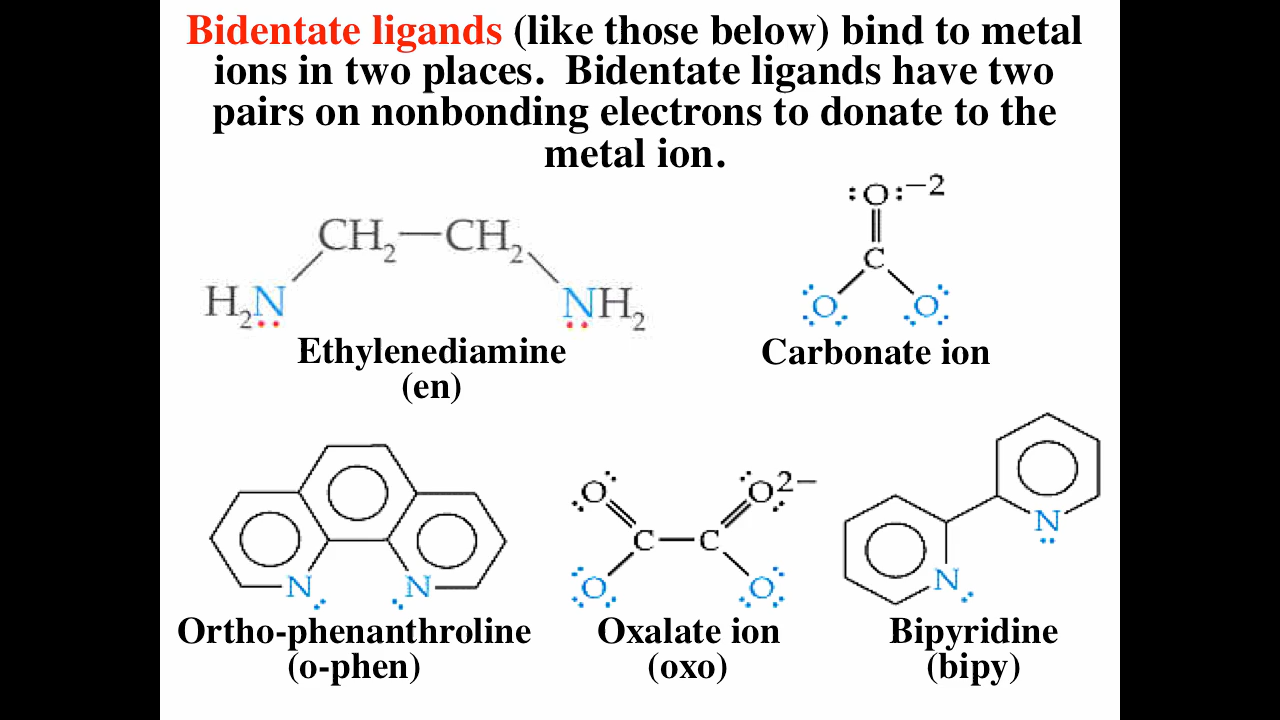 Bidentate ligands (like those below) bind to metal
ions in two places.  Bidentate ligands have two
pairs on nonbonding electrons to donate to the
metal ion.
CH₂—CH₂
H₂N̤ N̤H₂
Ethylenediamine
(en)
:O:⁻²
C
O O
Carbonate ion
N N
Ortho-phenanthroline
(o-phen)
O O²⁻
C—C
O O
Oxalate ion
(oxo)
N
N
Bipyridine
(bipy)